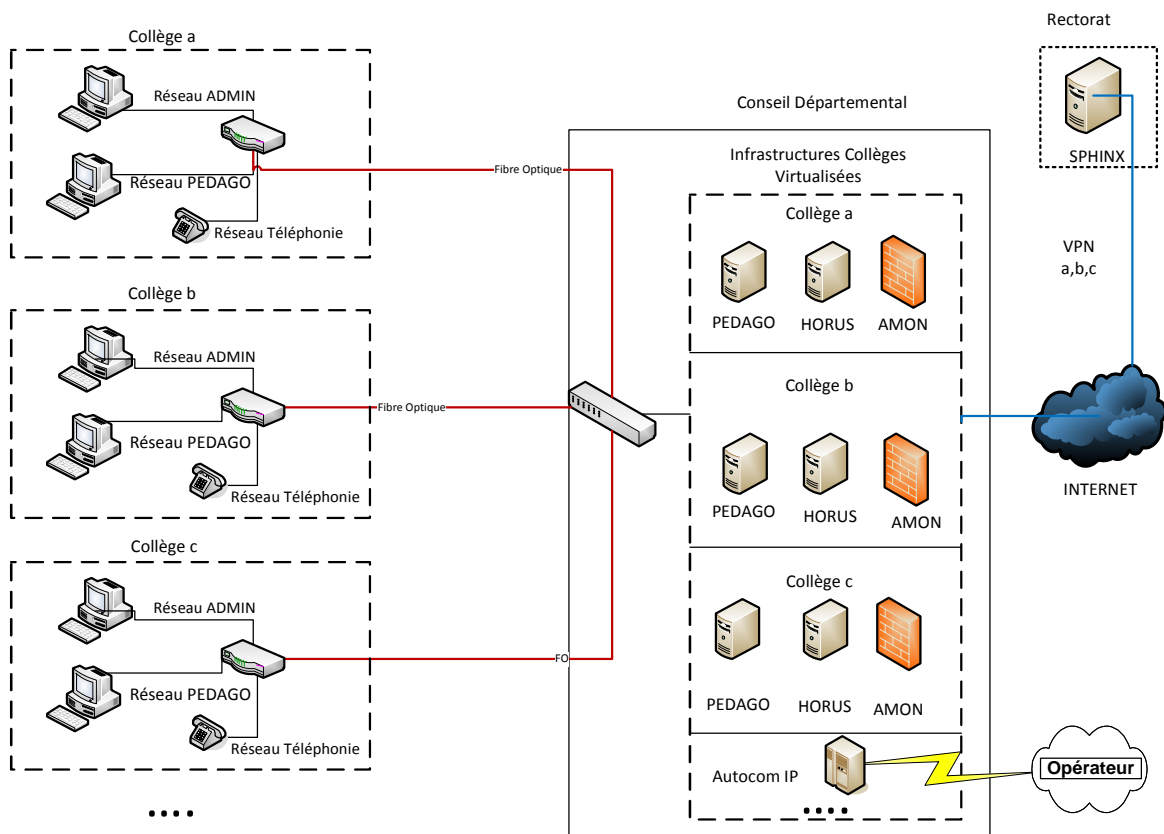 Collège a
Réseau ADMIN
Réseau PEDAGO
Réseau Téléphonie
Fibre Optique
Collège b
Réseau ADMIN
Réseau PEDAGO
Réseau Téléphonie
Fibre Optique
Collège c
Réseau ADMIN
Réseau PEDAGO
Réseau Téléphonie
FO
....
Conseil Départemental
Infrastructures Collèges
Virtualisées
Collège a
PEDAGO
HORUS
AMON
Collège b
PEDAGO
HORUS
AMON
Collège c
PEDAGO
HORUS
AMON
Autocom IP
....
Rectorat
SPHINX
VPN
a,b,c
INTERNET
Opérateur